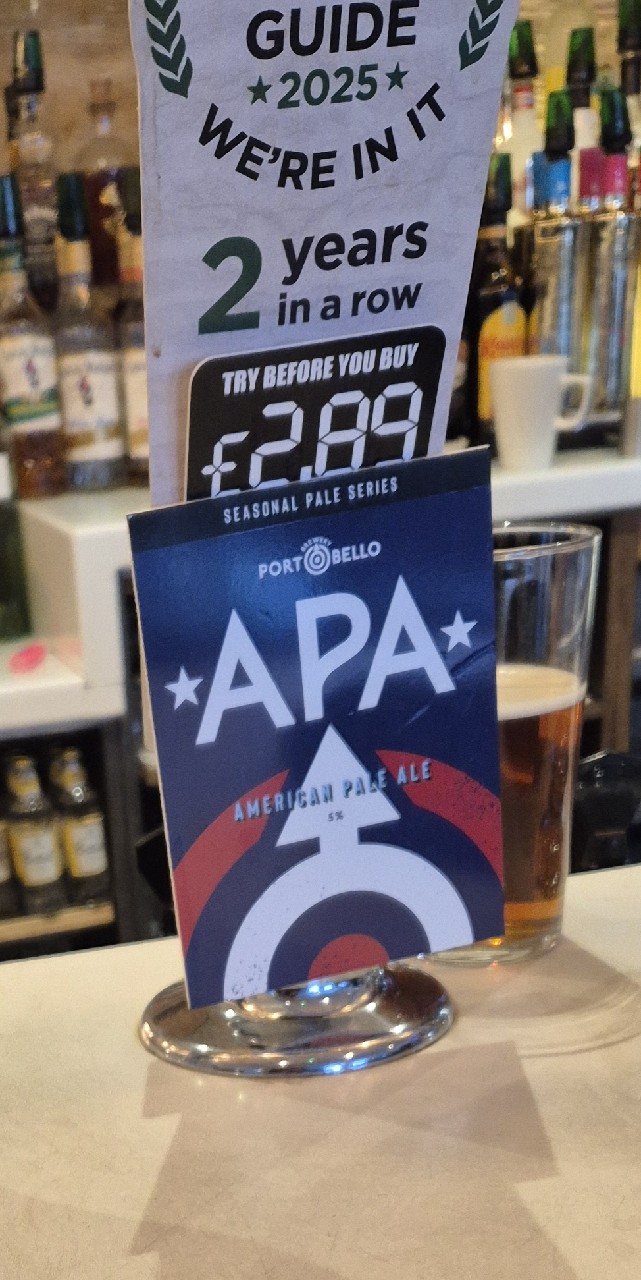 GUIDE
★2025★
WE'RE IN IT
2 years
in a row
TRY BEFORE YOU BUY
£2.89
SEASONAL PALE SERIES
BREWERY
PORTOBELLO
APA
AMERICAN PALE ALE
5%